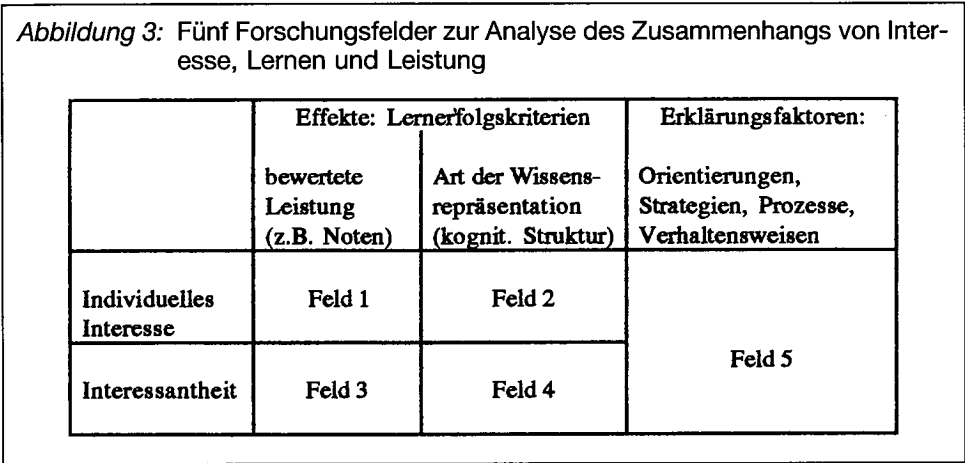 Abbildung 3: Fünf Forschungsfelder zur Analyse des Zusammenhangs von Inter-
esse, Lernen und Leistung
Effekte: Lernerfolgskriterien
Erklärungsfaktoren:
bewertete
Leistung
(z.B. Noten)
Art der Wissens-
repräsentation
(kognit. Struktur)
Orientierungen,
Strategien, Prozesse,
Verhaltensweisen
Individuelles
Interesse
Feld 1
Feld 2
Feld 5
Interessantheit
Feld 3
Feld 4